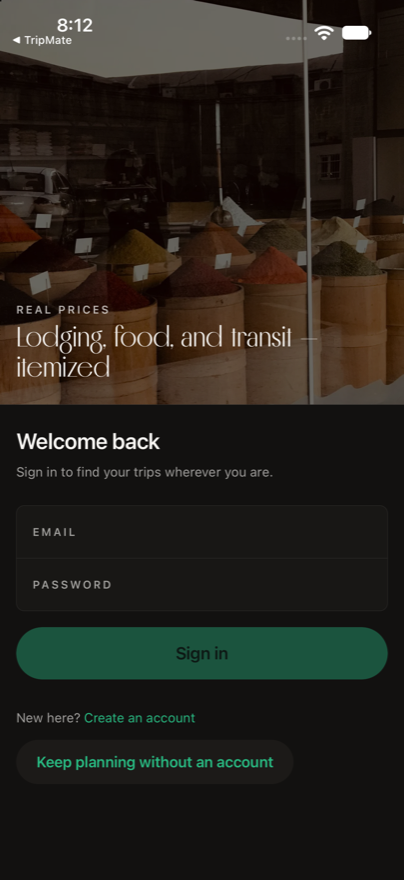 8:12
◀ TripMate
REAL PRICES
Lodging, food, and transit —
itemized
Welcome back
Sign in to find your trips wherever you are.
EMAIL
PASSWORD
Sign in
New here? Create an account
Keep planning without an account